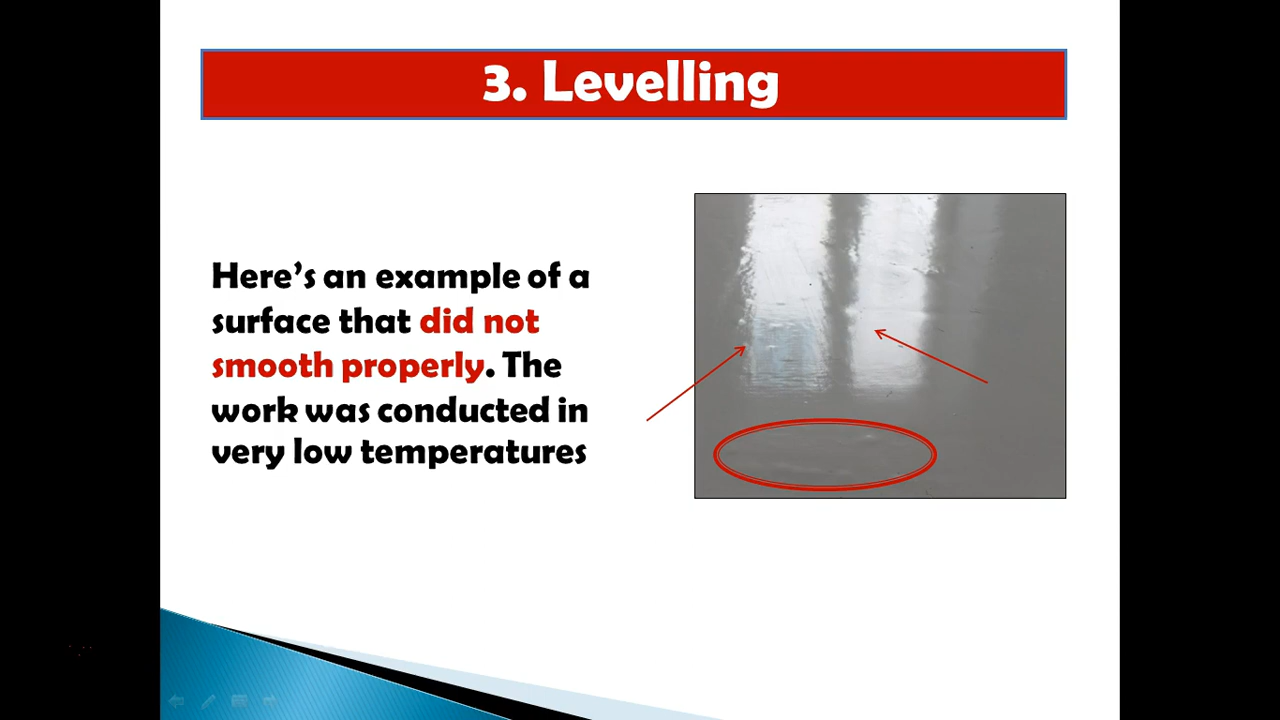 3. Levelling
Here's an example of a
surface that did not
smooth properly. The
work was conducted in
very low temperatures